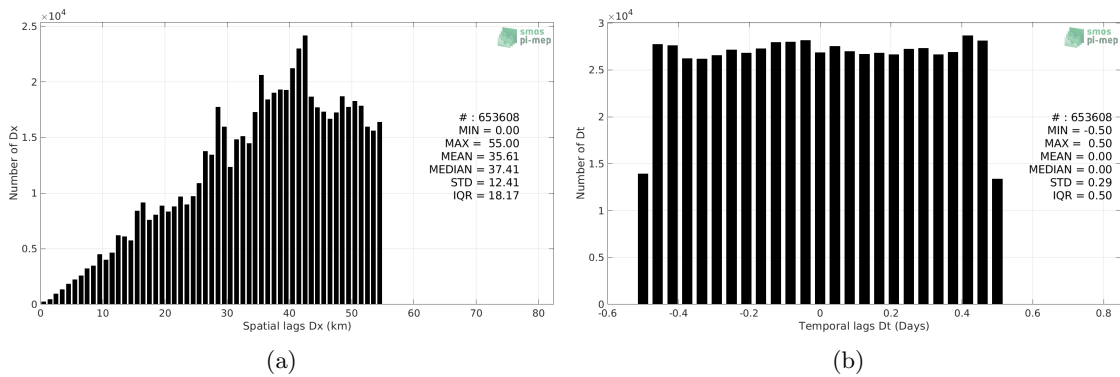 ×10⁴
2.5
2
1.5
1
0.5
0
0
10
20
30
40
50
60
70
80
Number of Dx
Spatial lags Dx (km)
smos
pi-mep
# : 653608
MIN = 0.00
MAX = 55.00
MEAN = 35.61
MEDIAN = 37.41
STD = 12.41
IQR = 18.17
(a)
×10⁴
3
2.5
2
1.5
1
0.5
0
-0.6
-0.4
-0.2
0
0.2
0.4
0.6
0.8
Number of Dt
Temporal lags Dt (Days)
smos
pi-mep
# : 653608
MIN = -0.50
MAX = 0.50
MEAN = 0.00
MEDIAN = 0.00
STD = 0.29
IQR = 0.50
(b)